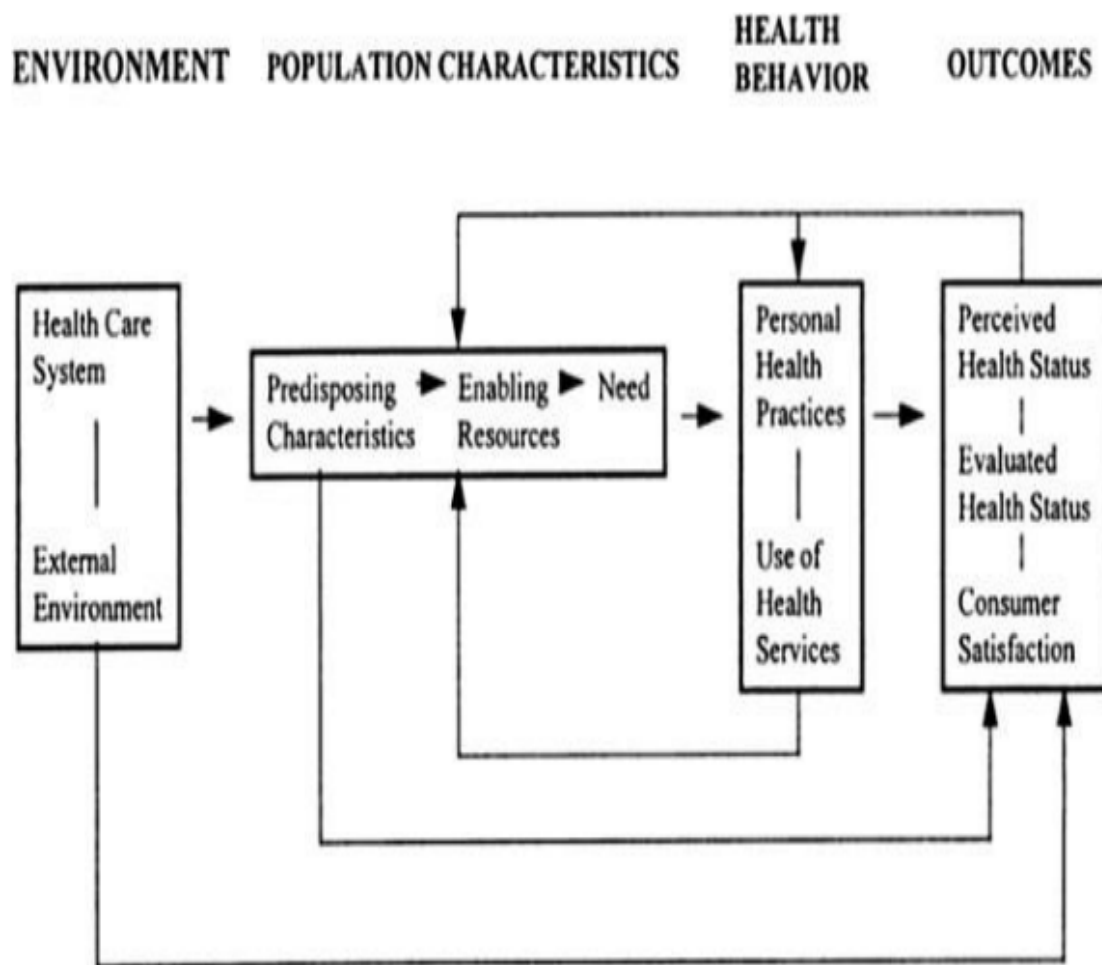 ENVIRONMENT
POPULATION CHARACTERISTICS
HEALTH
BEHAVIOR
OUTCOMES
Health Care
System
External
Environment
Predisposing
Characteristics
Enabling
Resources
Need
Personal
Health
Practices
Use of
Health
Services
Perceived
Health Status
Evaluated
Health Status
Consumer
Satisfaction